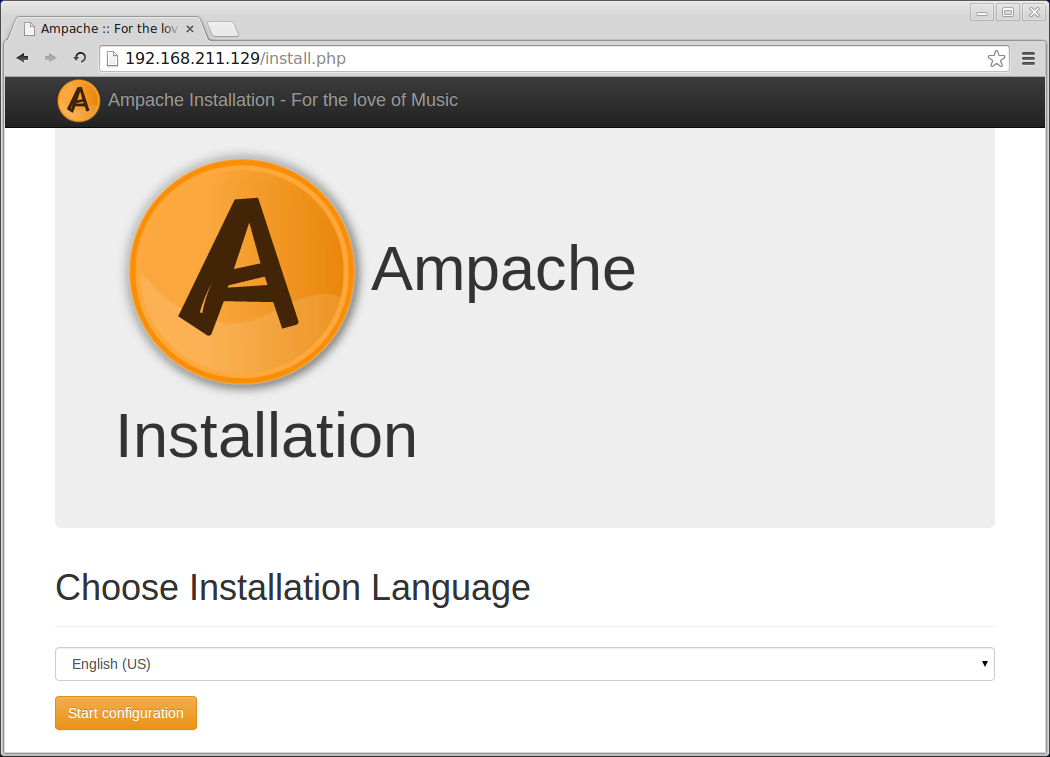 Ampache :: For the lov
192.168.211.129/install.php
Ampache Installation - For the love of Music
Ampache
Installation
Choose Installation Language
English (US)
Start configuration